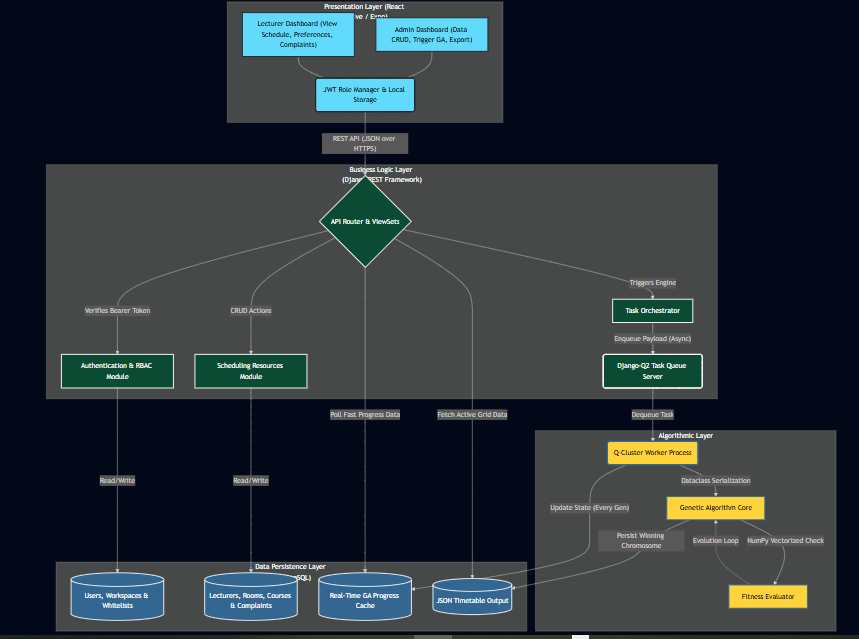 Presentation Layer (React
ve / Expo)
Lecturer Dashboard (View
Schedule, Preferences,
Complaints)
Admin Dashboard (Data
CRUD, Trigger GA, Export)
JWT Role Manager & Local
Storage
REST API (JSON over
HTTPS)
Business Logic Layer
(Django REST Framework)
API Router & ViewSets
Triggers Engine
Verifies Bearer Token
CRUD Actions
Task Orchestrator
Enqueue Payload (Async)
Authentication & RBAC
Module
Scheduling Resources
Module
Django-Q2 Task Queue
Server
Poll Fast Progress Data
Fetch Active Grid Data
Dequeue Task
Algorithmic Layer
Q-Cluster Worker Process
Read/Write
Read/Write
Dataclass Serialization
Update State (Every Gen)
Genetic Algorithm Core
Persist Winning
Chromosome
Evolution Loop
NumPy Vectorized Check
Data Persistence Layer
SQL)
Users, Workspaces &
Whitelists
Lecturers, Rooms, Courses
& Complaints
Real-Time GA Progress
Cache
JSON Timetable Output
Fitness Evaluator